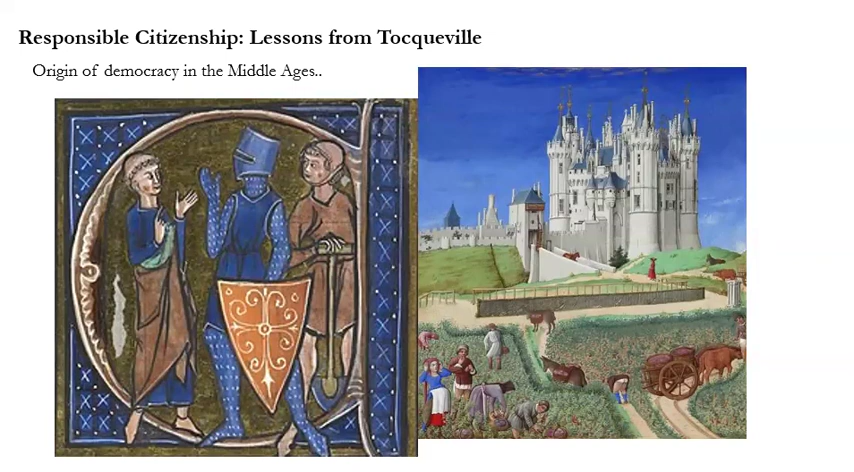 Responsible Citizenship: Lessons from Tocqueville
Origin of democracy in the Middle Ages..